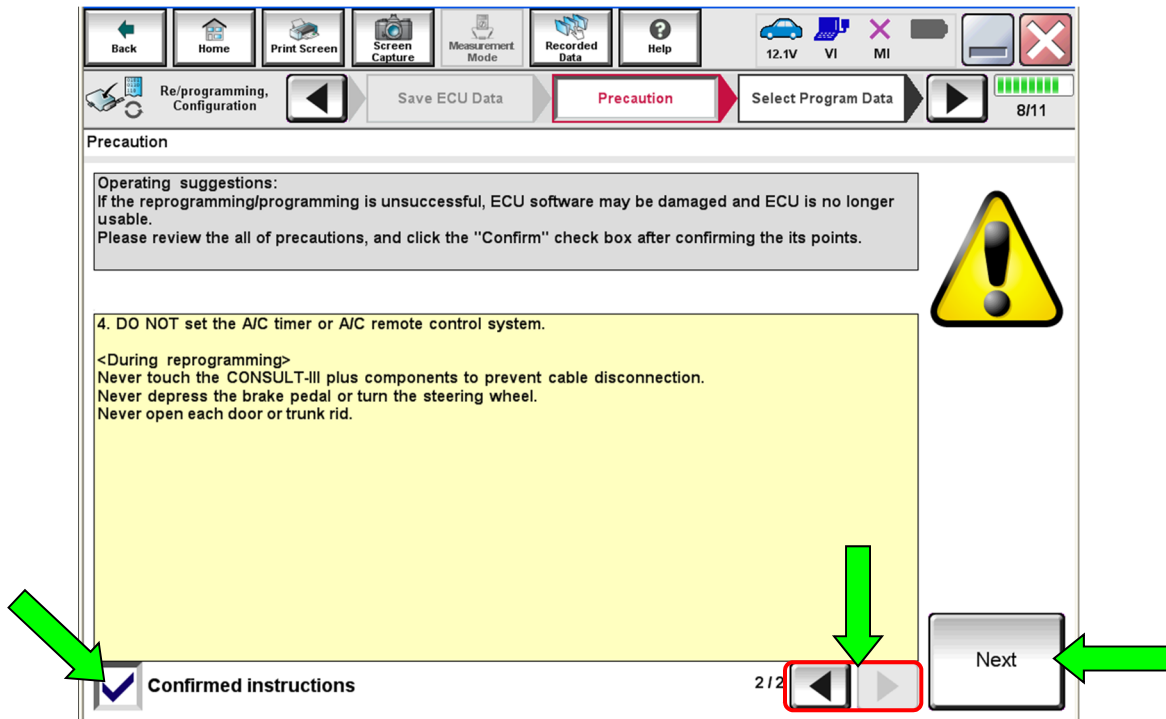 Back
Home
Print Screen
Screen
Capture
Measurement
Mode
Recorded
Data
Help
12.1V
VI
MI
Re/programming,
Configuration
Save ECU Data
Precaution
Select Program Data
8/11
Precaution
Operating suggestions:
If the reprogramming/programming is unsuccessful, ECU software may be damaged and ECU is no longer
usable.
Please review the all of precautions, and click the "Confirm" check box after confirming the its points.
4. DO NOT set the A/C timer or A/C remote control system.
<During reprogramming>
Never touch the CONSULT-III plus components to prevent cable disconnection.
Never depress the brake pedal or turn the steering wheel.
Never open each door or trunk rid.
Confirmed instructions
2/2
Next